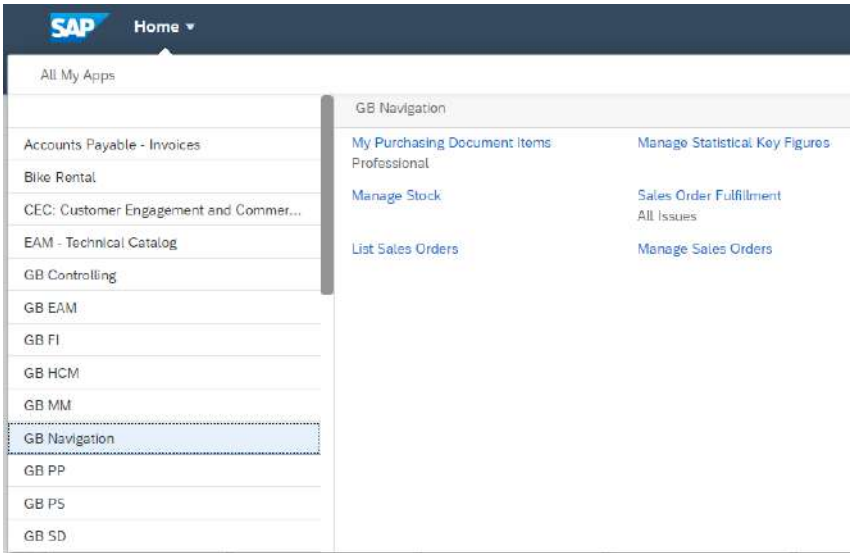 SAP Home ▾
All My Apps
Accounts Payable - Invoices
Bike Rental
CEC: Customer Engagement and Commer...
EAM - Technical Catalog
GB Controlling
GB EAM
GB FI
GB HCM
GB MM
GB Navigation
GB PP
GB PS
GB SD
GB Navigation
My Purchasing Document Items
Professional
Manage Statistical Key Figures
Manage Stock
Sales Order Fulfillment
All Issues
List Sales Orders
Manage Sales Orders